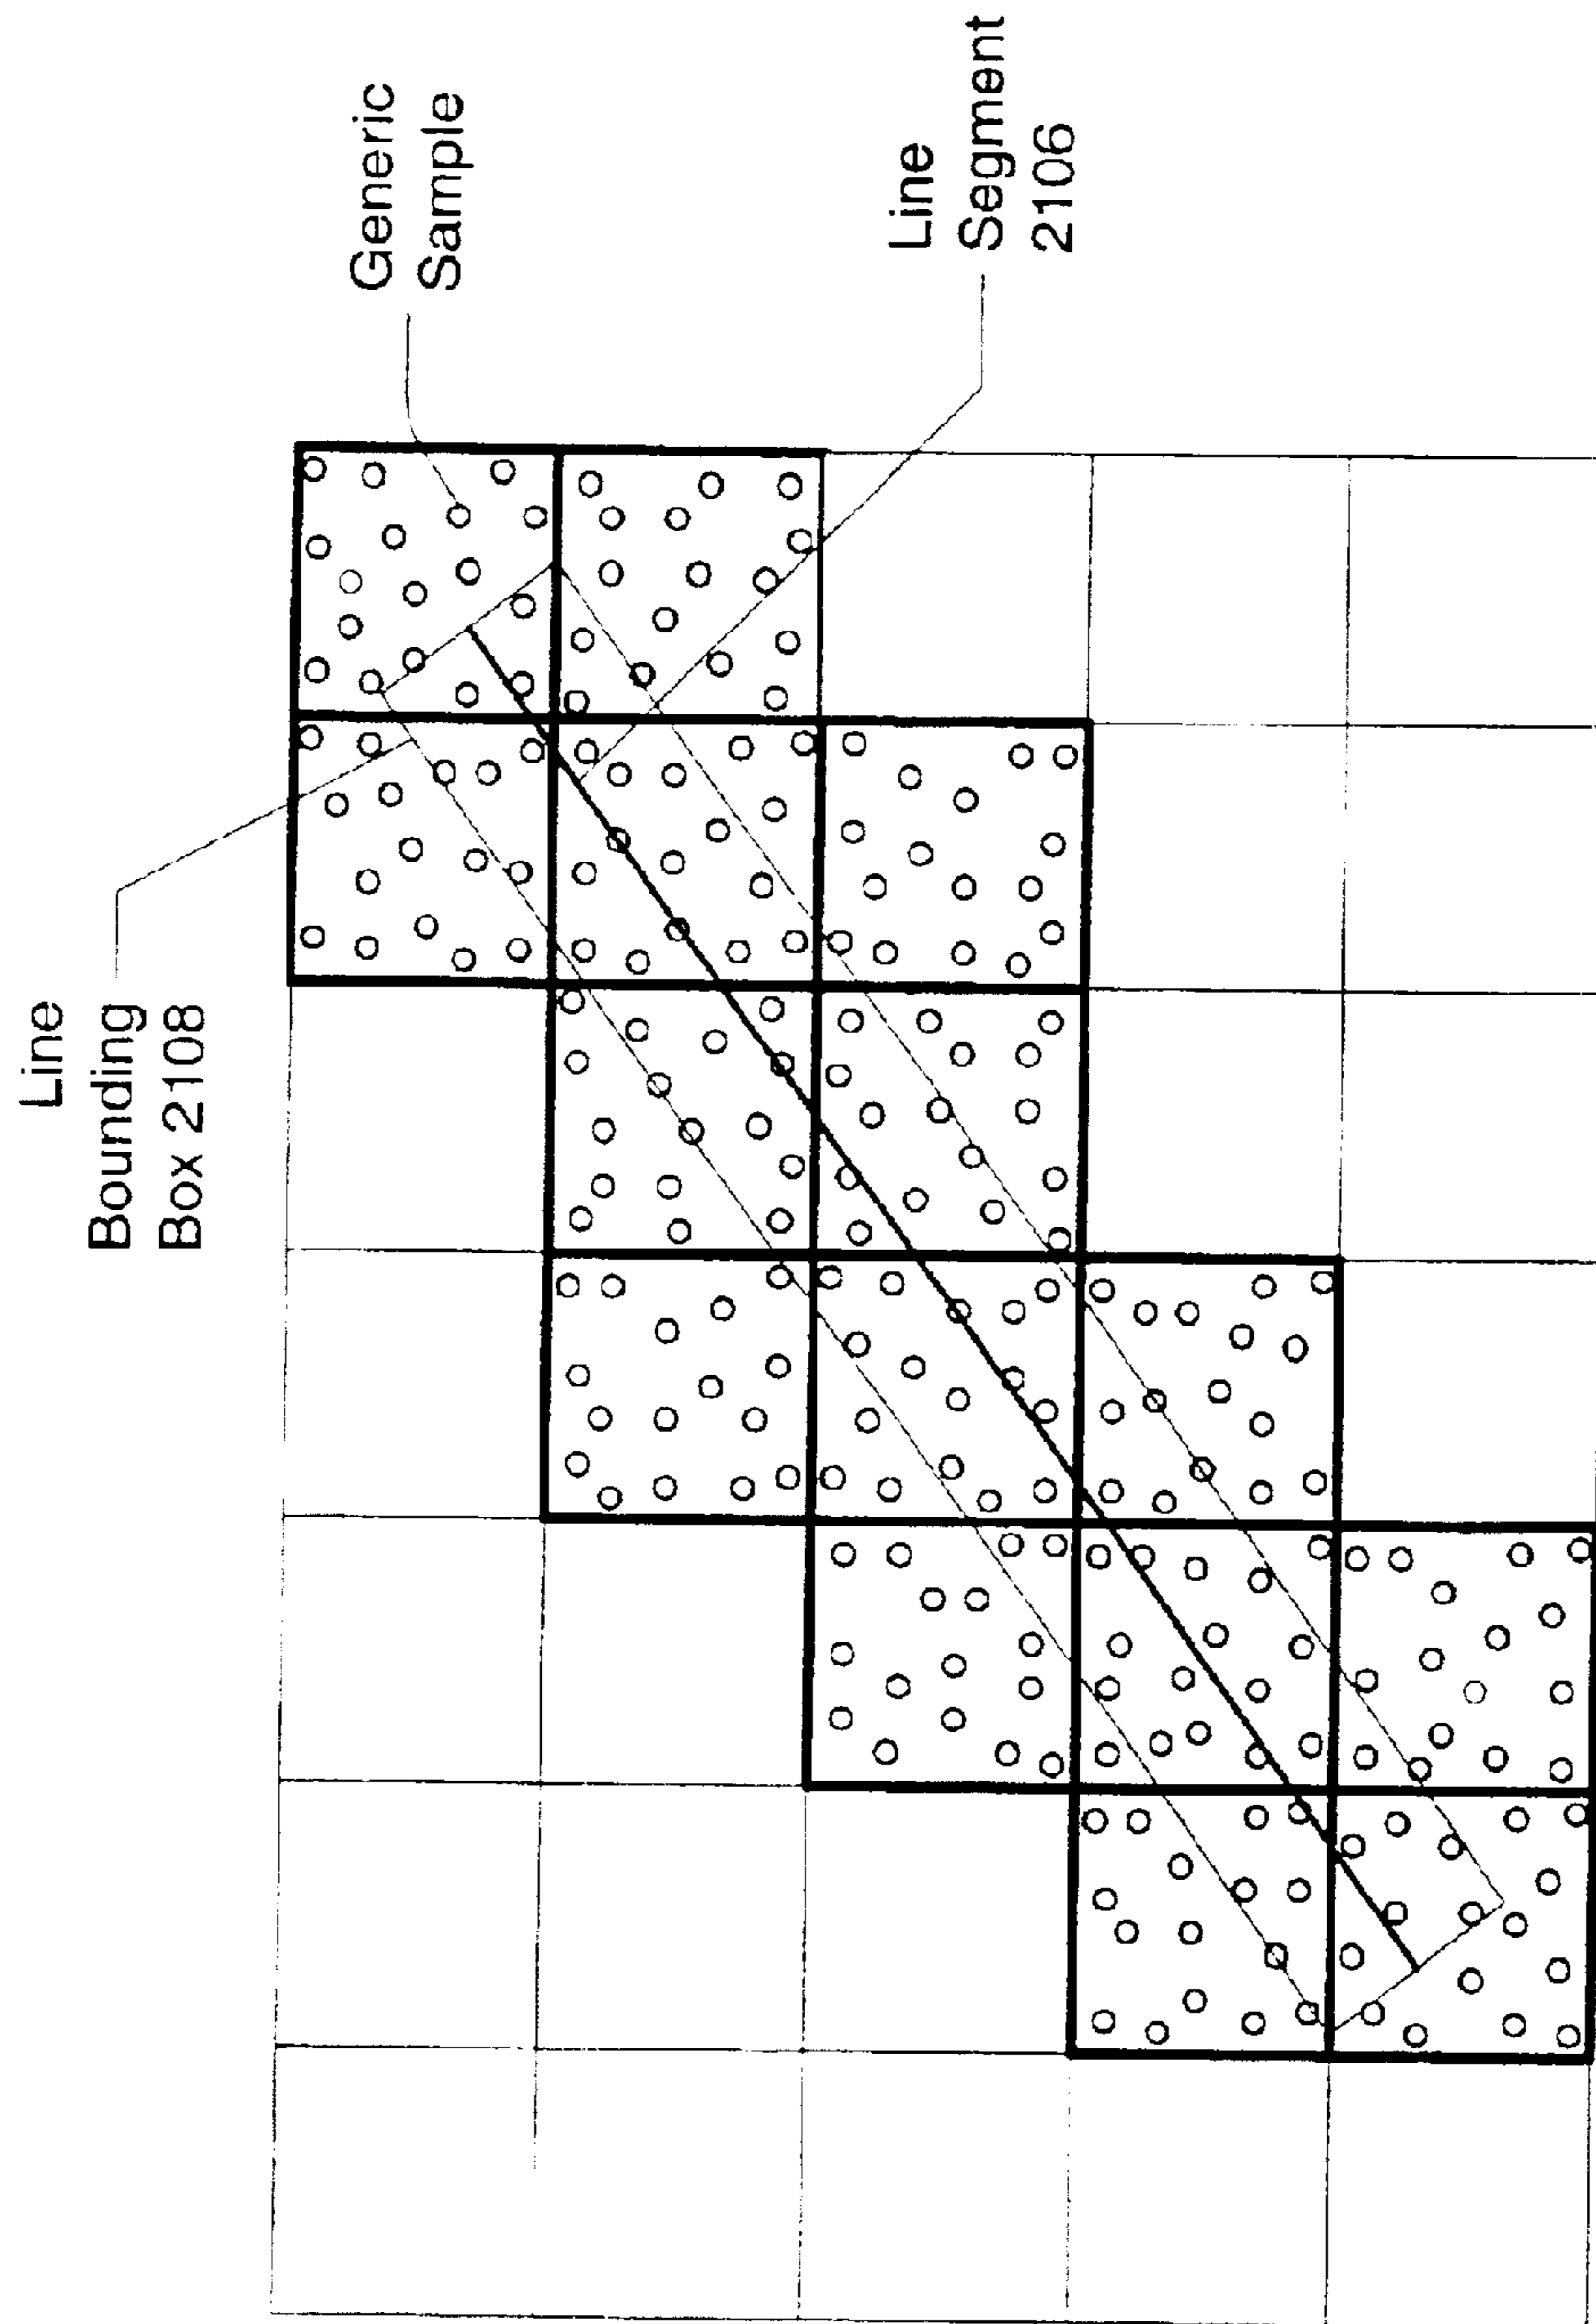 Line
Bounding
Box 2108
Generic
Sample
Line
Segment
2106